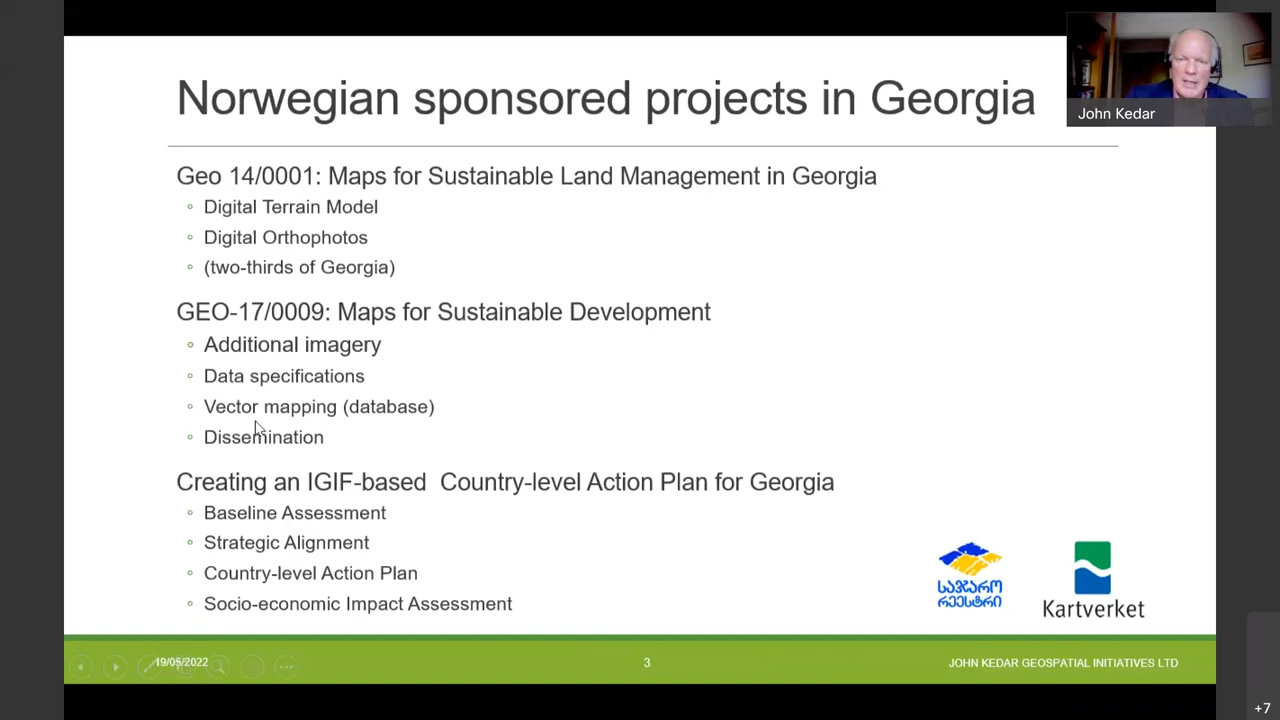 Norwegian sponsored projects in Georgia
John Kedar
Geo 14/0001: Maps for Sustainable Land Management in Georgia
Digital Terrain Model
Digital Orthophotos
(two-thirds of Georgia)
GEO-17/0009: Maps for Sustainable Development
Additional imagery
Data specifications
Vector mapping (database)
Dissemination
Creating an IGIF-based Country-level Action Plan for Georgia
Baseline Assessment
Strategic Alignment
Country-level Action Plan
Socio-economic Impact Assessment
საჯარო
რეესტრი
Kartverket
19/05/2022
3
JOHN KEDAR GEOSPATIAL INITIATIVES LTD
+7